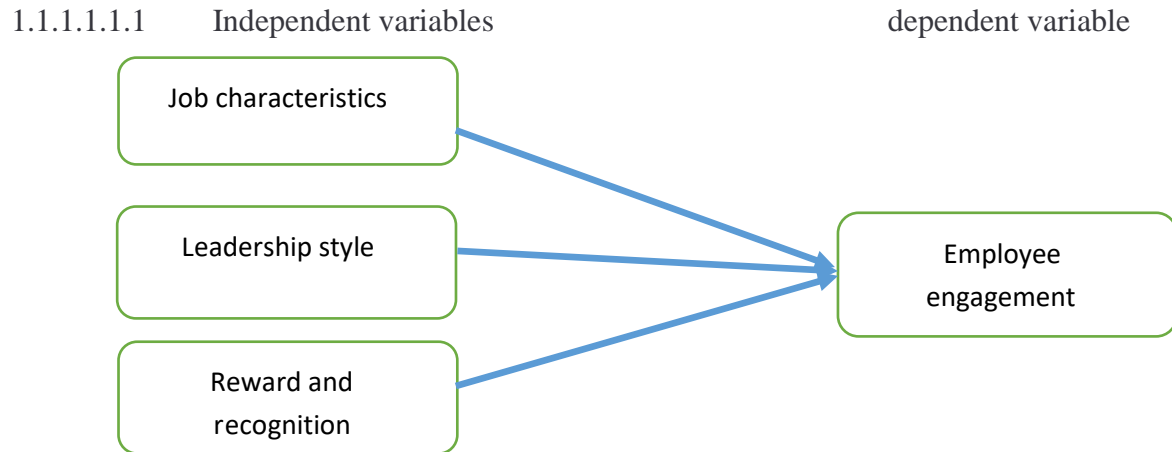 1.1.1.1.1.1 Independent variables dependent variable
Job characteristics
Leadership style
Employee
engagement
Reward and
recognition